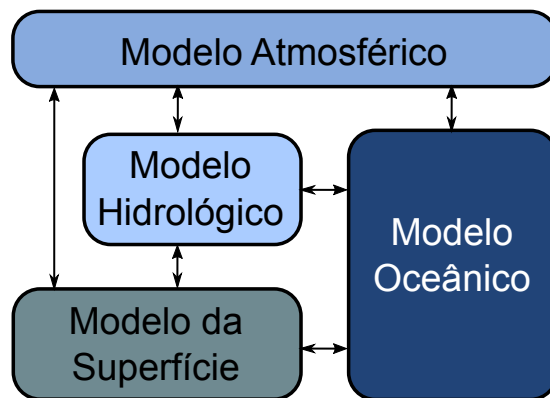 Modelo Atmosférico
Modelo
Hidrológico
Modelo
Oceânico
Modelo da
Superfície